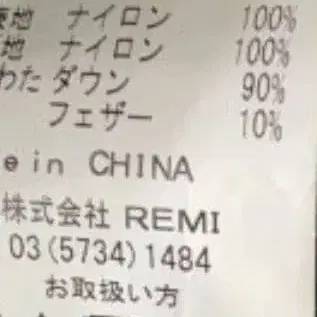 地 ナイロン 100%
地 ナイロン 100%
わた ダウン 90%
フェザー 10%
e in CHINA
株式会社 REMI
03(5734)1484
お取扱い方